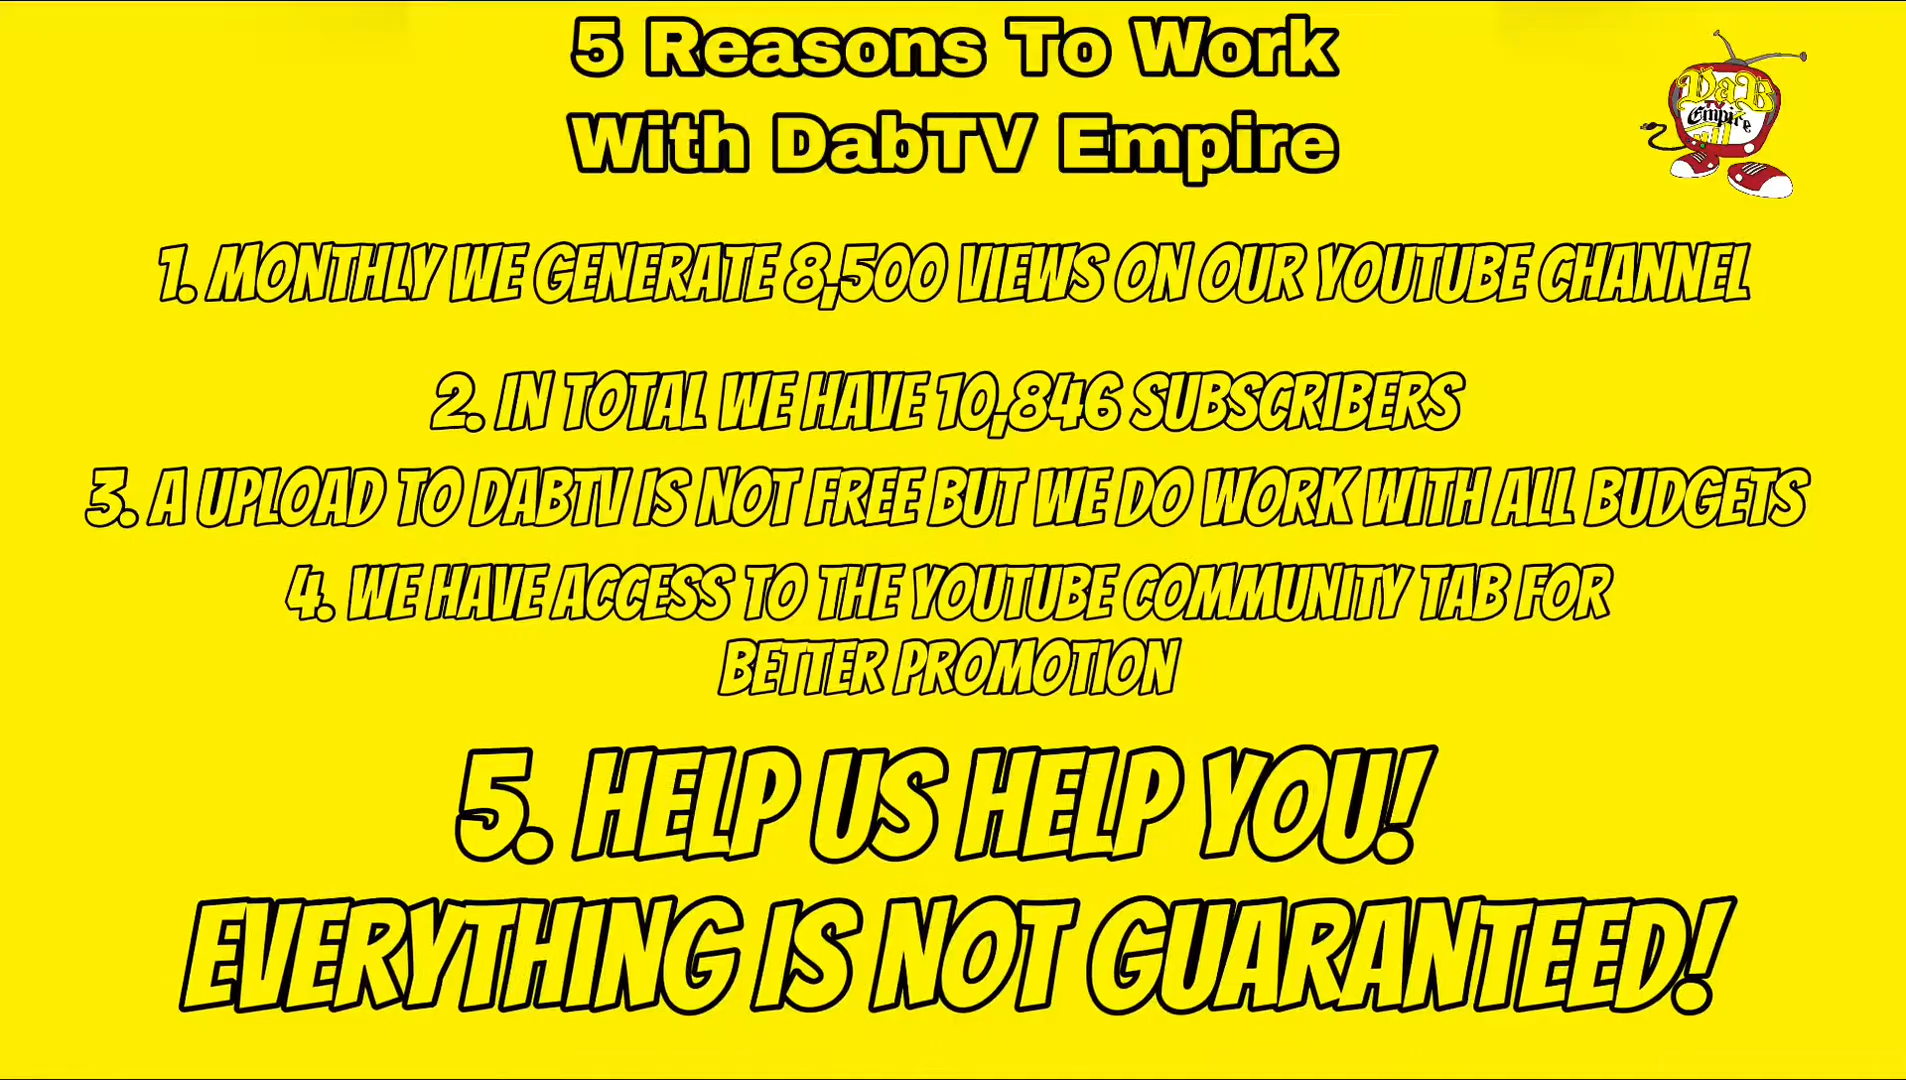 5 Reasons To Work
With DabTV Empire
DaB
TV
Empire
1. MONTHLY WE GENERATE 8,500 VIEWS ON OUR YOUTUBE CHANNEL
2. IN TOTAL WE HAVE 10,846 SUBSCRIBERS
3. A UPLOAD TO DABTV IS NOT FREE BUT WE DO WORK WITH ALL BUDGETS
4. WE HAVE ACCESS TO THE YOUTUBE COMMUNITY TAB FOR
BETTER PROMOTION
5. HELP US HELP YOU!
EVERYTHING IS NOT GUARANTEED!